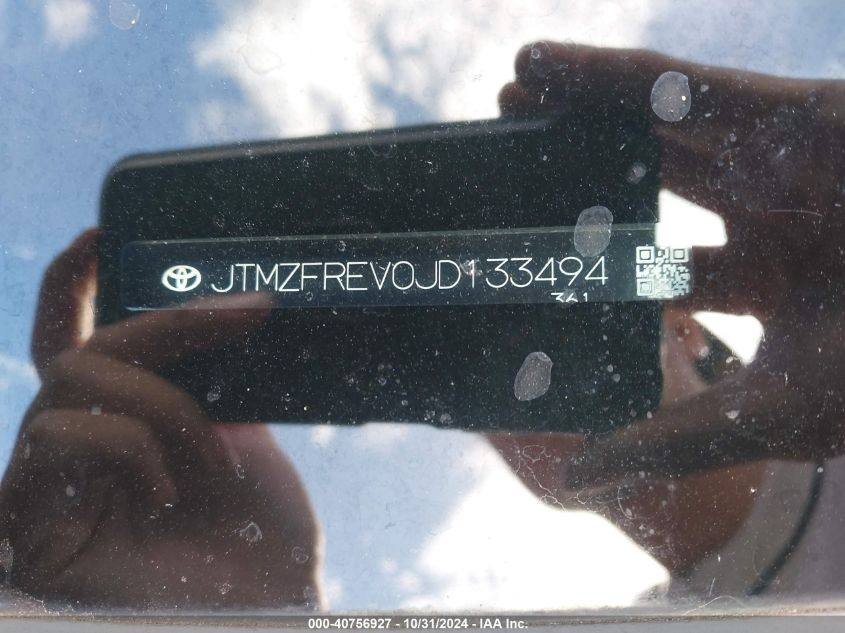 JTMZFREV0JD133494
361
000-40756927 - 10/31/2024 - IAA Inc.